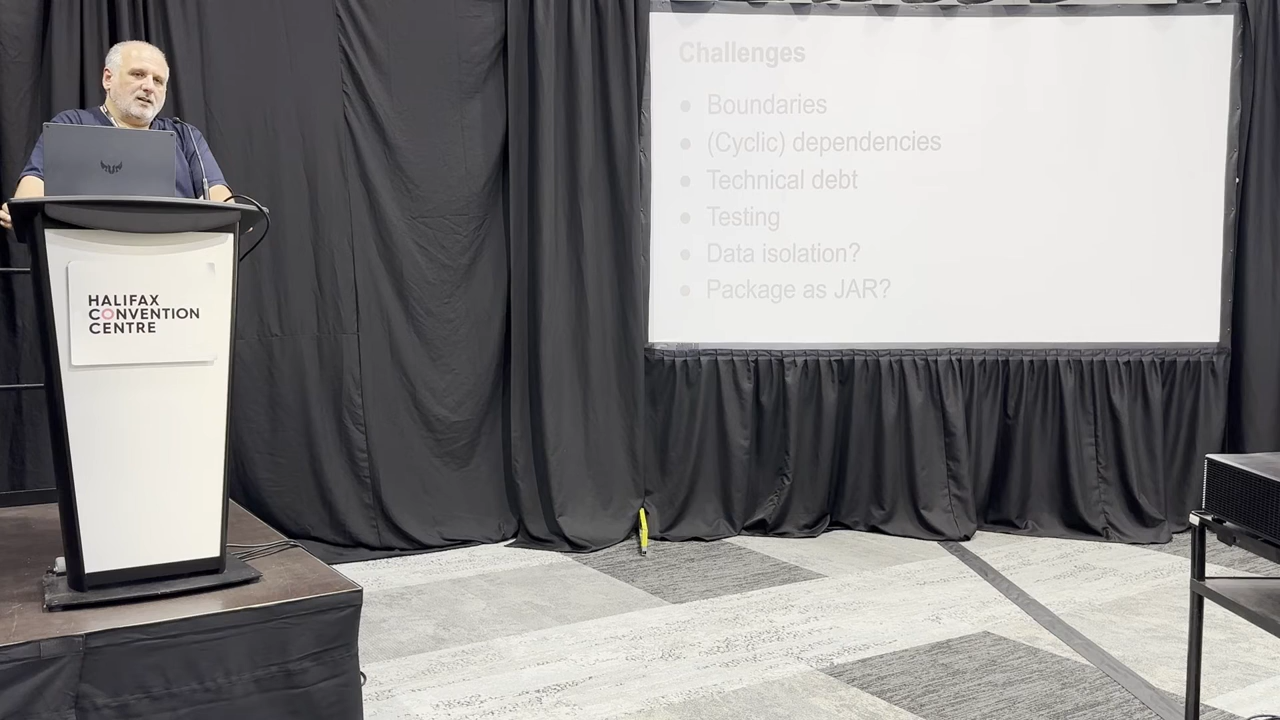 HALIFAX
CONVENTION
CENTRE
Challenges
● Boundaries
● (Cyclic) dependencies
● Technical debt
● Testing
● Data isolation?
● Package as JAR?